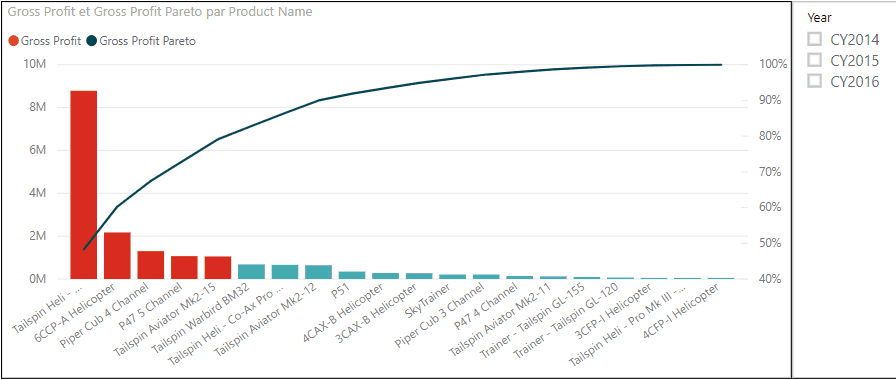 Gross Profit et Gross Profit Pareto par Product Name
Gross Profit Gross Profit Pareto
10M
8M
6M
4M
2M
0M
100%
90%
80%
70%
60%
50%
40%
Tailspin Heli - ...
6CCP-A Helicopter
Piper Cub 4 Channel
P47 5 Channel
Tailspin Aviator Mk2-15
Tailspin Warbird BM32
Tailspin Heli - Co-Ax Pro ...
Tailspin Aviator Mk2-12
P51
4CAX-B Helicopter
3CAX-B Helicopter
SkyTrainer
Piper Cub 3 Channel
P47 4 Channel
Tailspin Aviator Mk2-11
Trainer - Tailspin GL-155
Trainer - Tailspin GL-120
3CFP-I Helicopter
Tailspin Heli - Pro Mk III -...
4CFP-I Helicopter
Year
CY2014
CY2015
CY2016